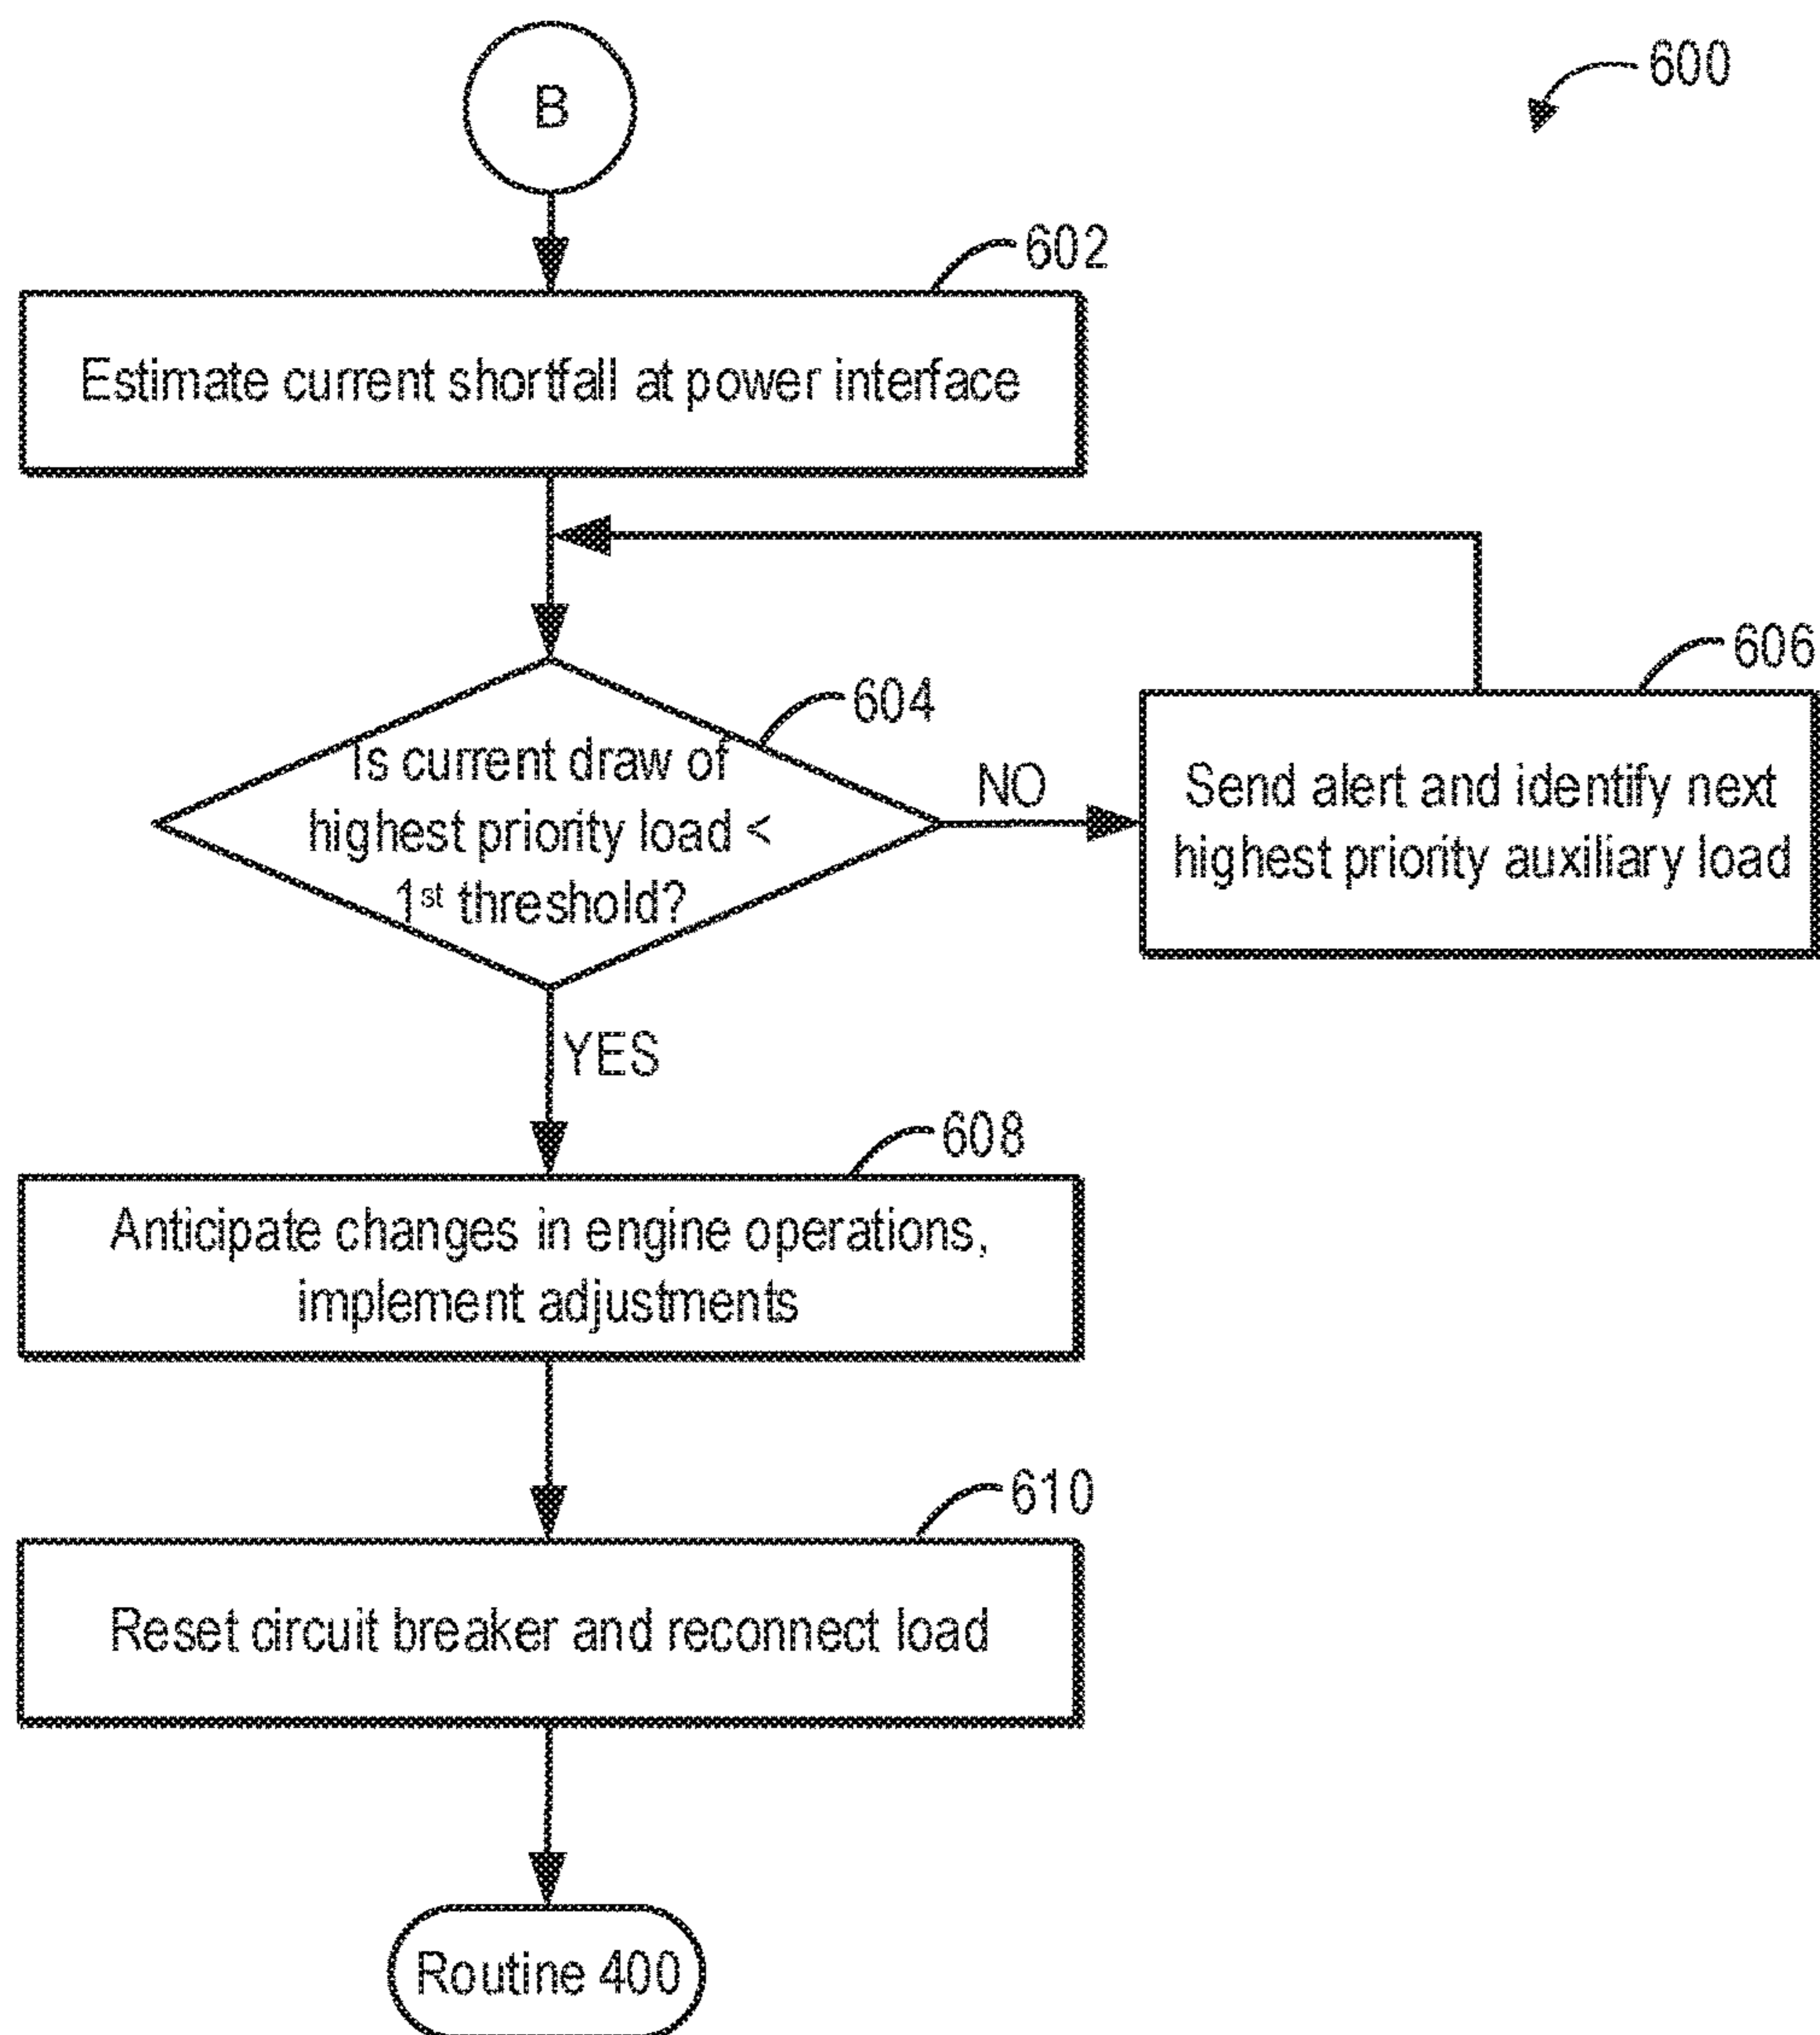 B
600
602
Estimate current shortfall at power interface
604
Is current draw of
highest priority load <
1st threshold?
NO
606
Send alert and identify next
highest priority auxiliary load
YES
608
Anticipate changes in engine operations,
implement adjustments
610
Reset circuit breaker and reconnect load
Routine 400